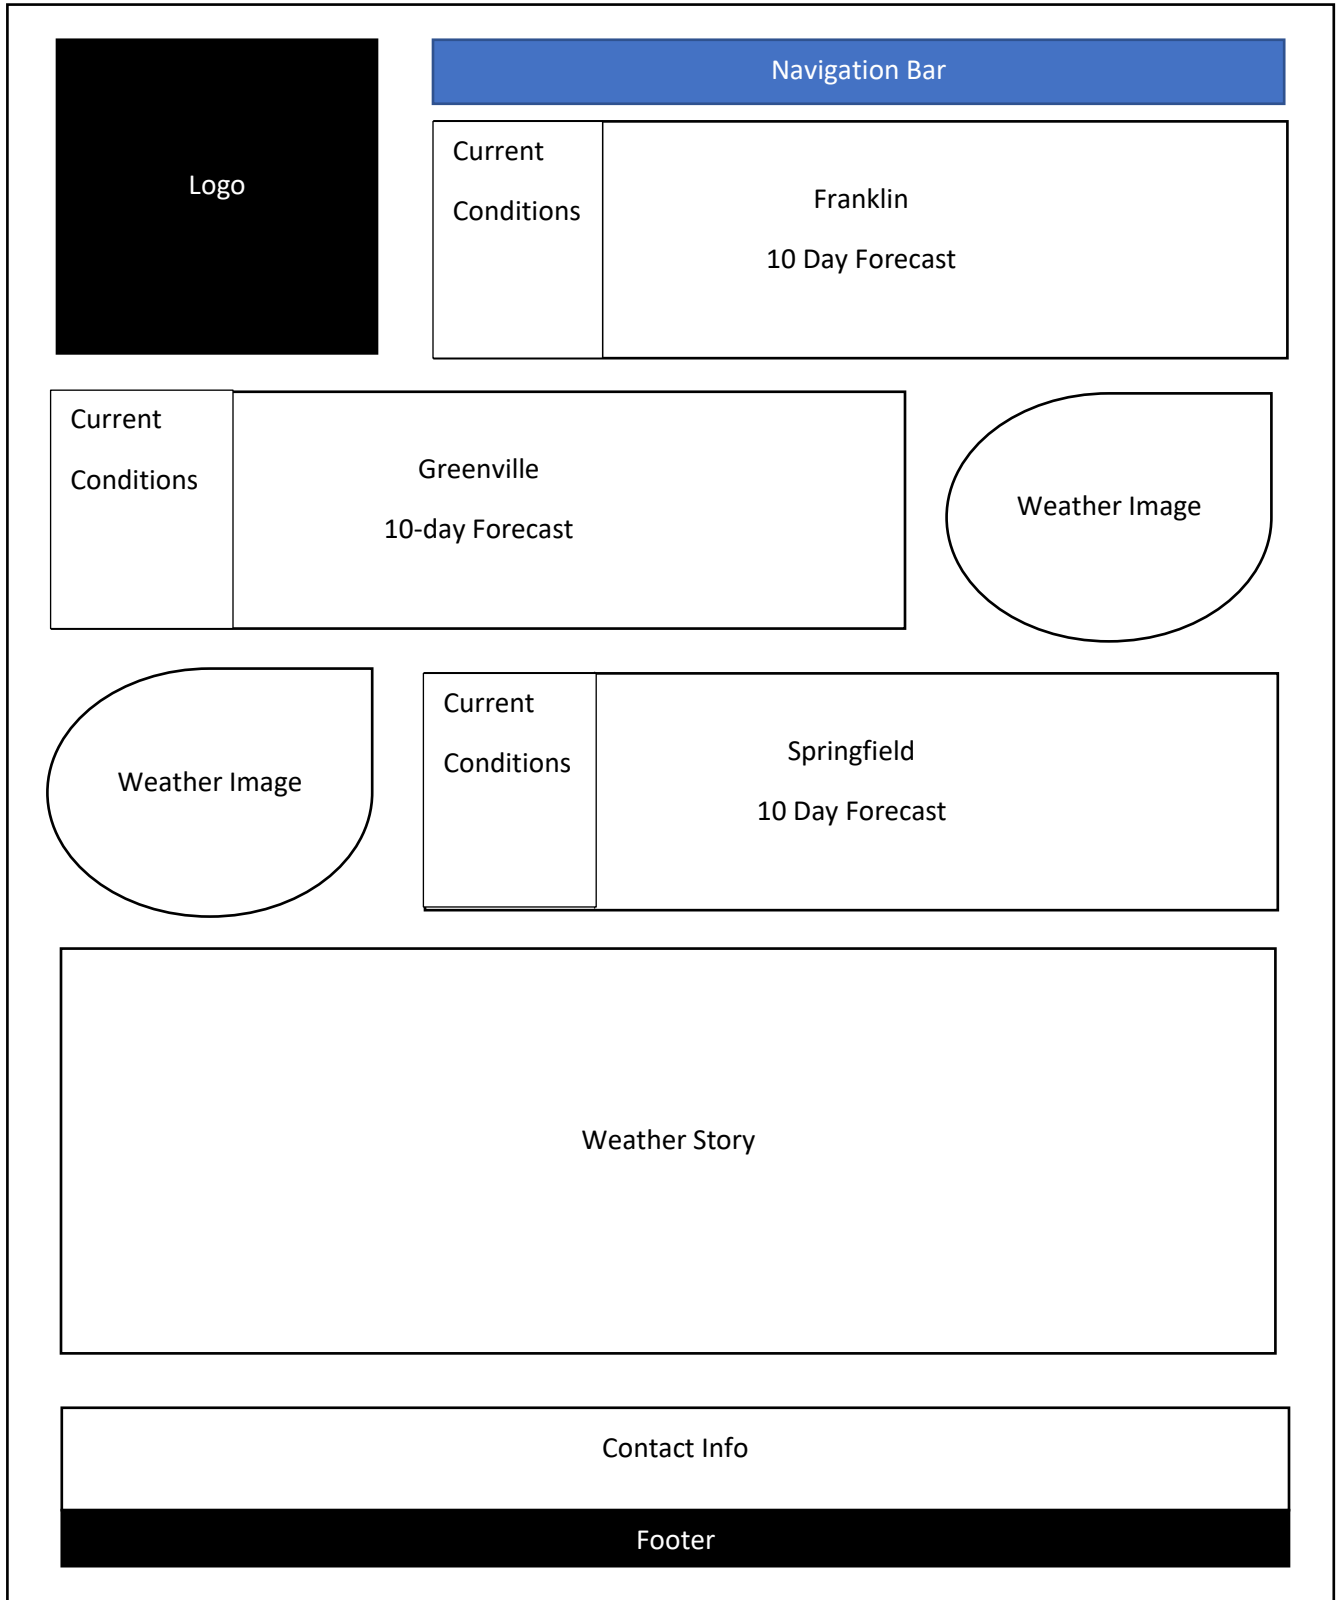 Logo
Navigation Bar
Current
Conditions
Franklin
10 Day Forecast
Current
Conditions
Greenville
10-day Forecast
Weather Image
Weather Image
Current
Conditions
Springfield
10 Day Forecast
Weather Story
Contact Info
Footer